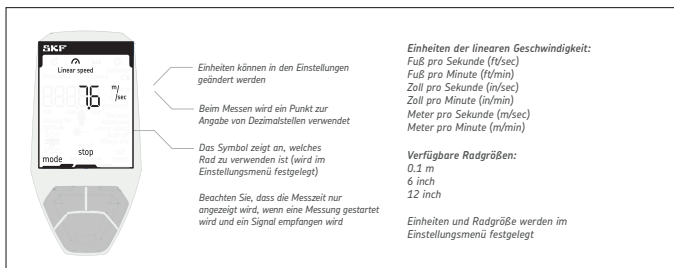 SKF
Linear speed
7.6 m/
/sec
stop
mode
Einheiten können in den Einstellungen
geändert werden
Beim Messen wird ein Punkt zur
Angabe von Dezimalstellen verwendet
Das Symbol zeigt an, welches
Rad zu verwenden ist (wird im
Einstellungsmenü festgelegt)
Beachten Sie, dass die Messzeit nur
angezeigt wird, wenn eine Messung gestartet
wird und ein Signal empfangen wird
Einheiten der linearen Geschwindigkeit:
Fuß pro Sekunde (ft/sec)
Fuß pro Minute (ft/min)
Zoll pro Sekunde (in/sec)
Zoll pro Minute (in/min)
Meter pro Sekunde (m/sec)
Meter pro Minute (m/min)
Verfügbare Radgrößen:
0.1 m
6 inch
12 inch
Einheiten und Radgröße werden im
Einstellungsmenü festgelegt